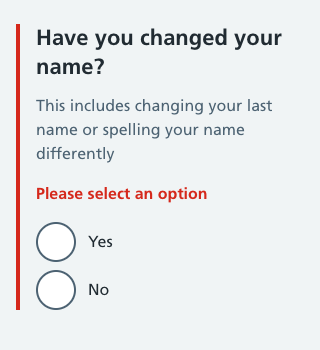 Have you changed your
name?
This includes changing your last
name or spelling your name
differently
Please select an option
Yes
No